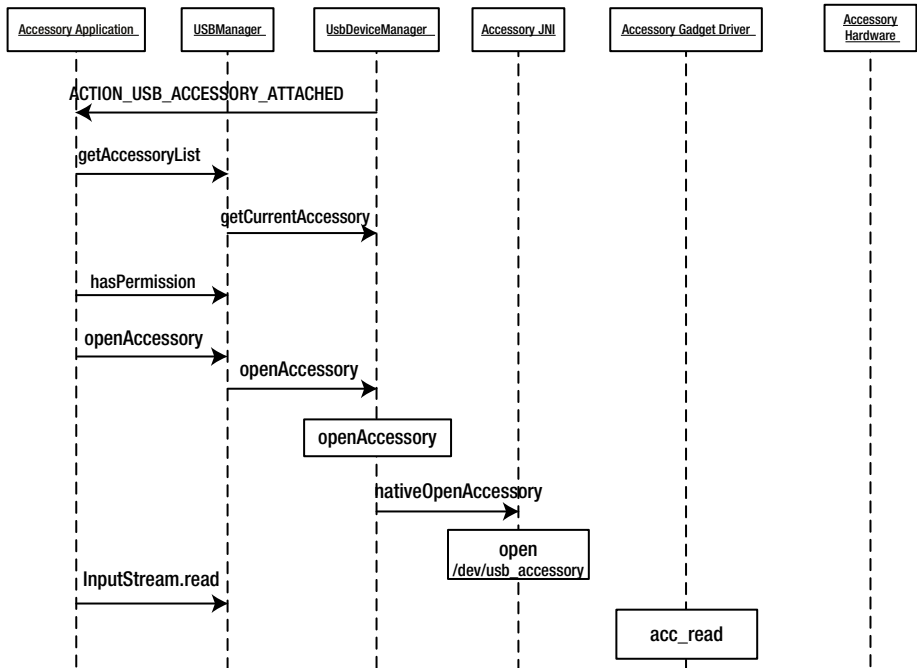 Accessory Application
USBManager
UsbDeviceManager
Accessory JNI
Accessory Gadget Driver
Accessory
Hardware
ACTION_USB_ACCESSORY_ATTACHED
getAccessoryList
getCurrentAccessory
hasPermission
openAccessory
openAccessory
openAccessory
nativeOpenAccessory
open
/dev/usb_accessory
InputStream.read
acc_read